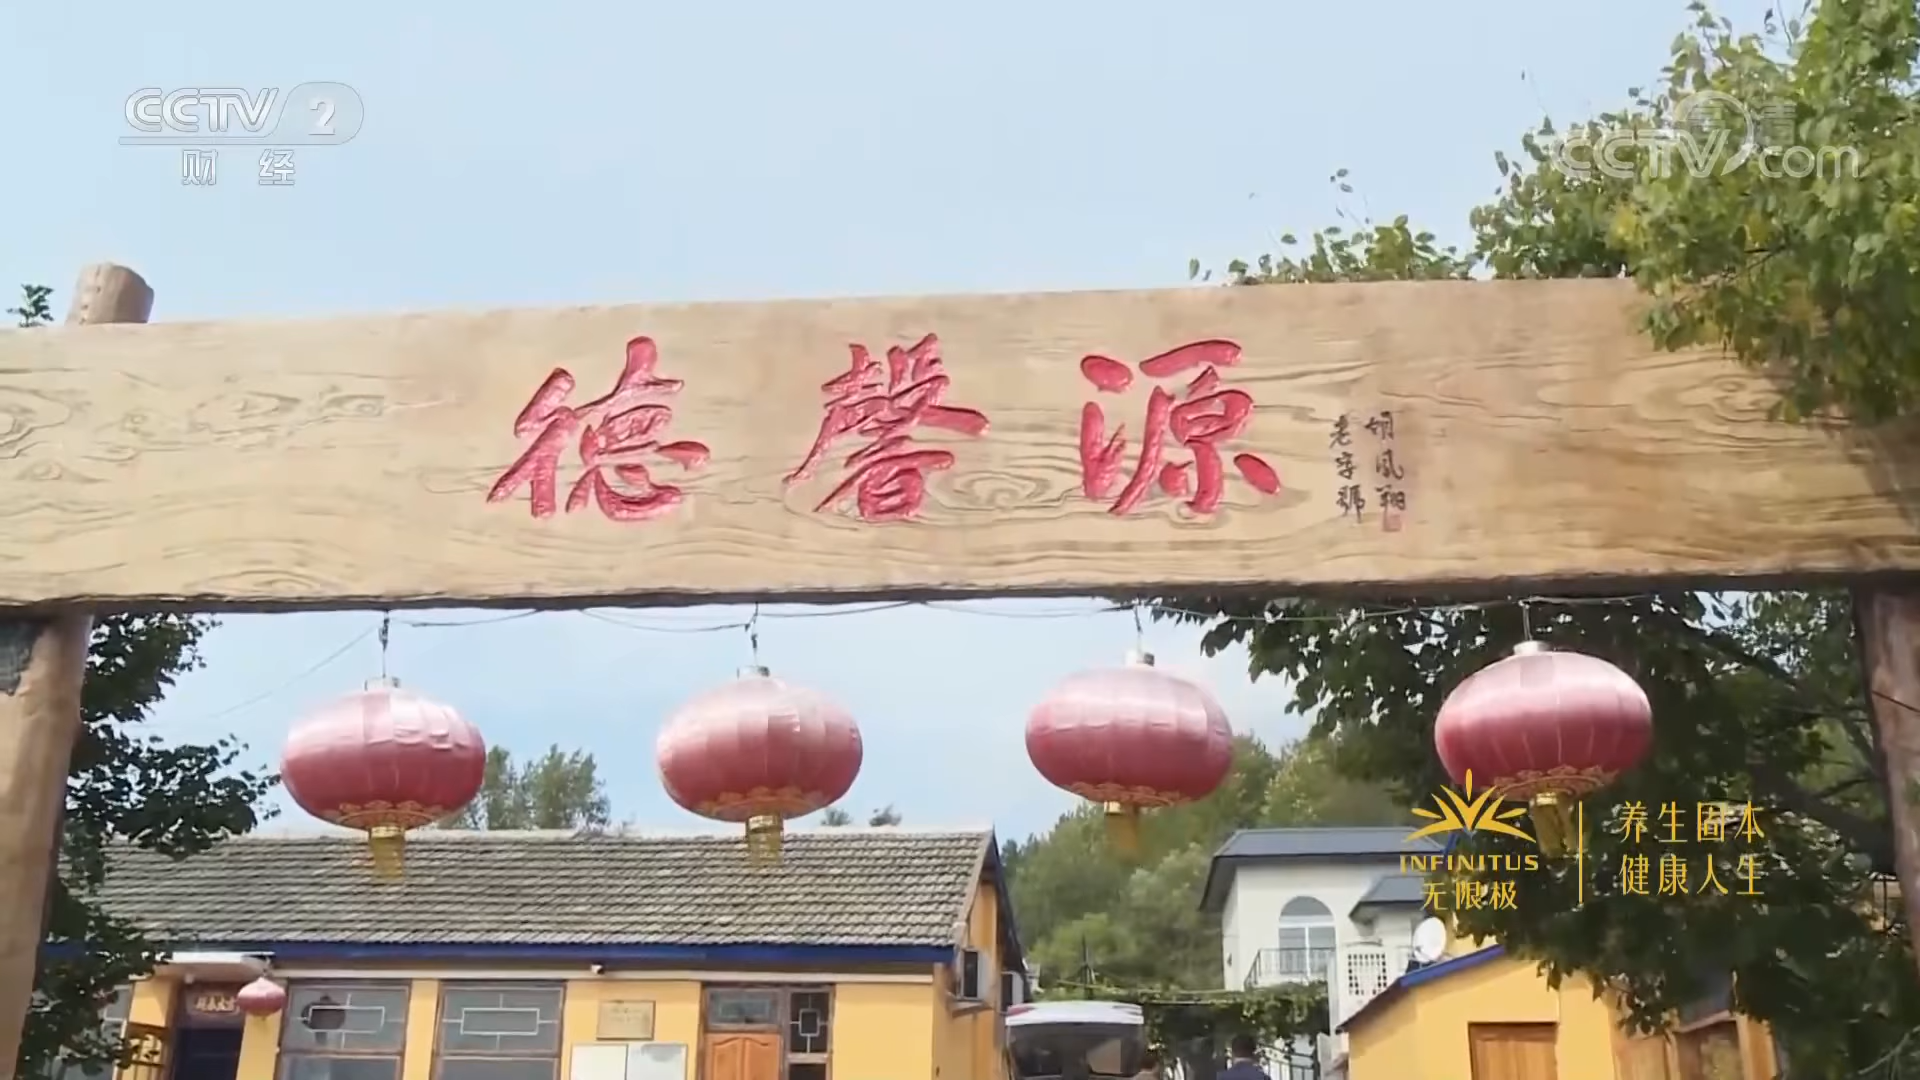 CCTV 2
财经
CCTV.com
德馨源
胡凤翔
老字號
INFINITUS
无限极
养生固本
健康人生